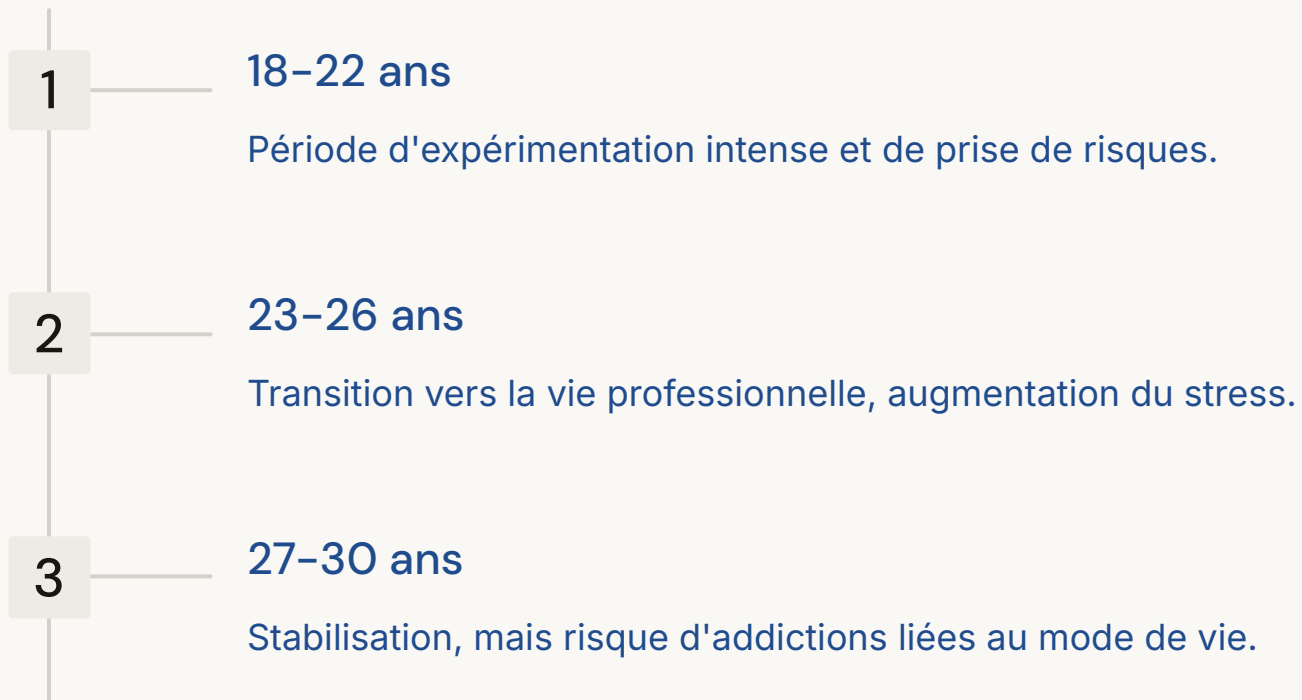 1
18–22 ans
Période d'expérimentation intense et de prise de risques.
2
23–26 ans
Transition vers la vie professionnelle, augmentation du stress.
3
27–30 ans
Stabilisation, mais risque d'addictions liées au mode de vie.